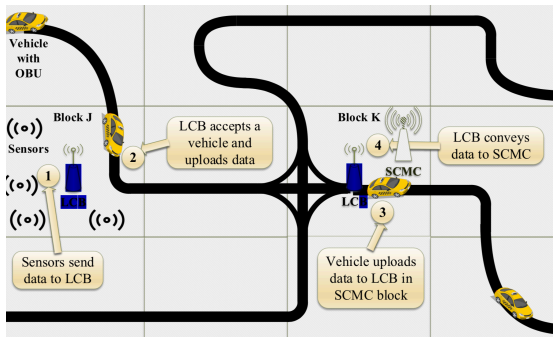 Vehicle
with
OBU
Block J
Sensors
LCB
1
Sensors send
data to LCB
2
LCB accepts a
vehicle and
uploads data
Block K
4
SCMC
LCB conveys
data to SCMC
LCB
3
Vehicle uploads
data to LCB in
SCMC block